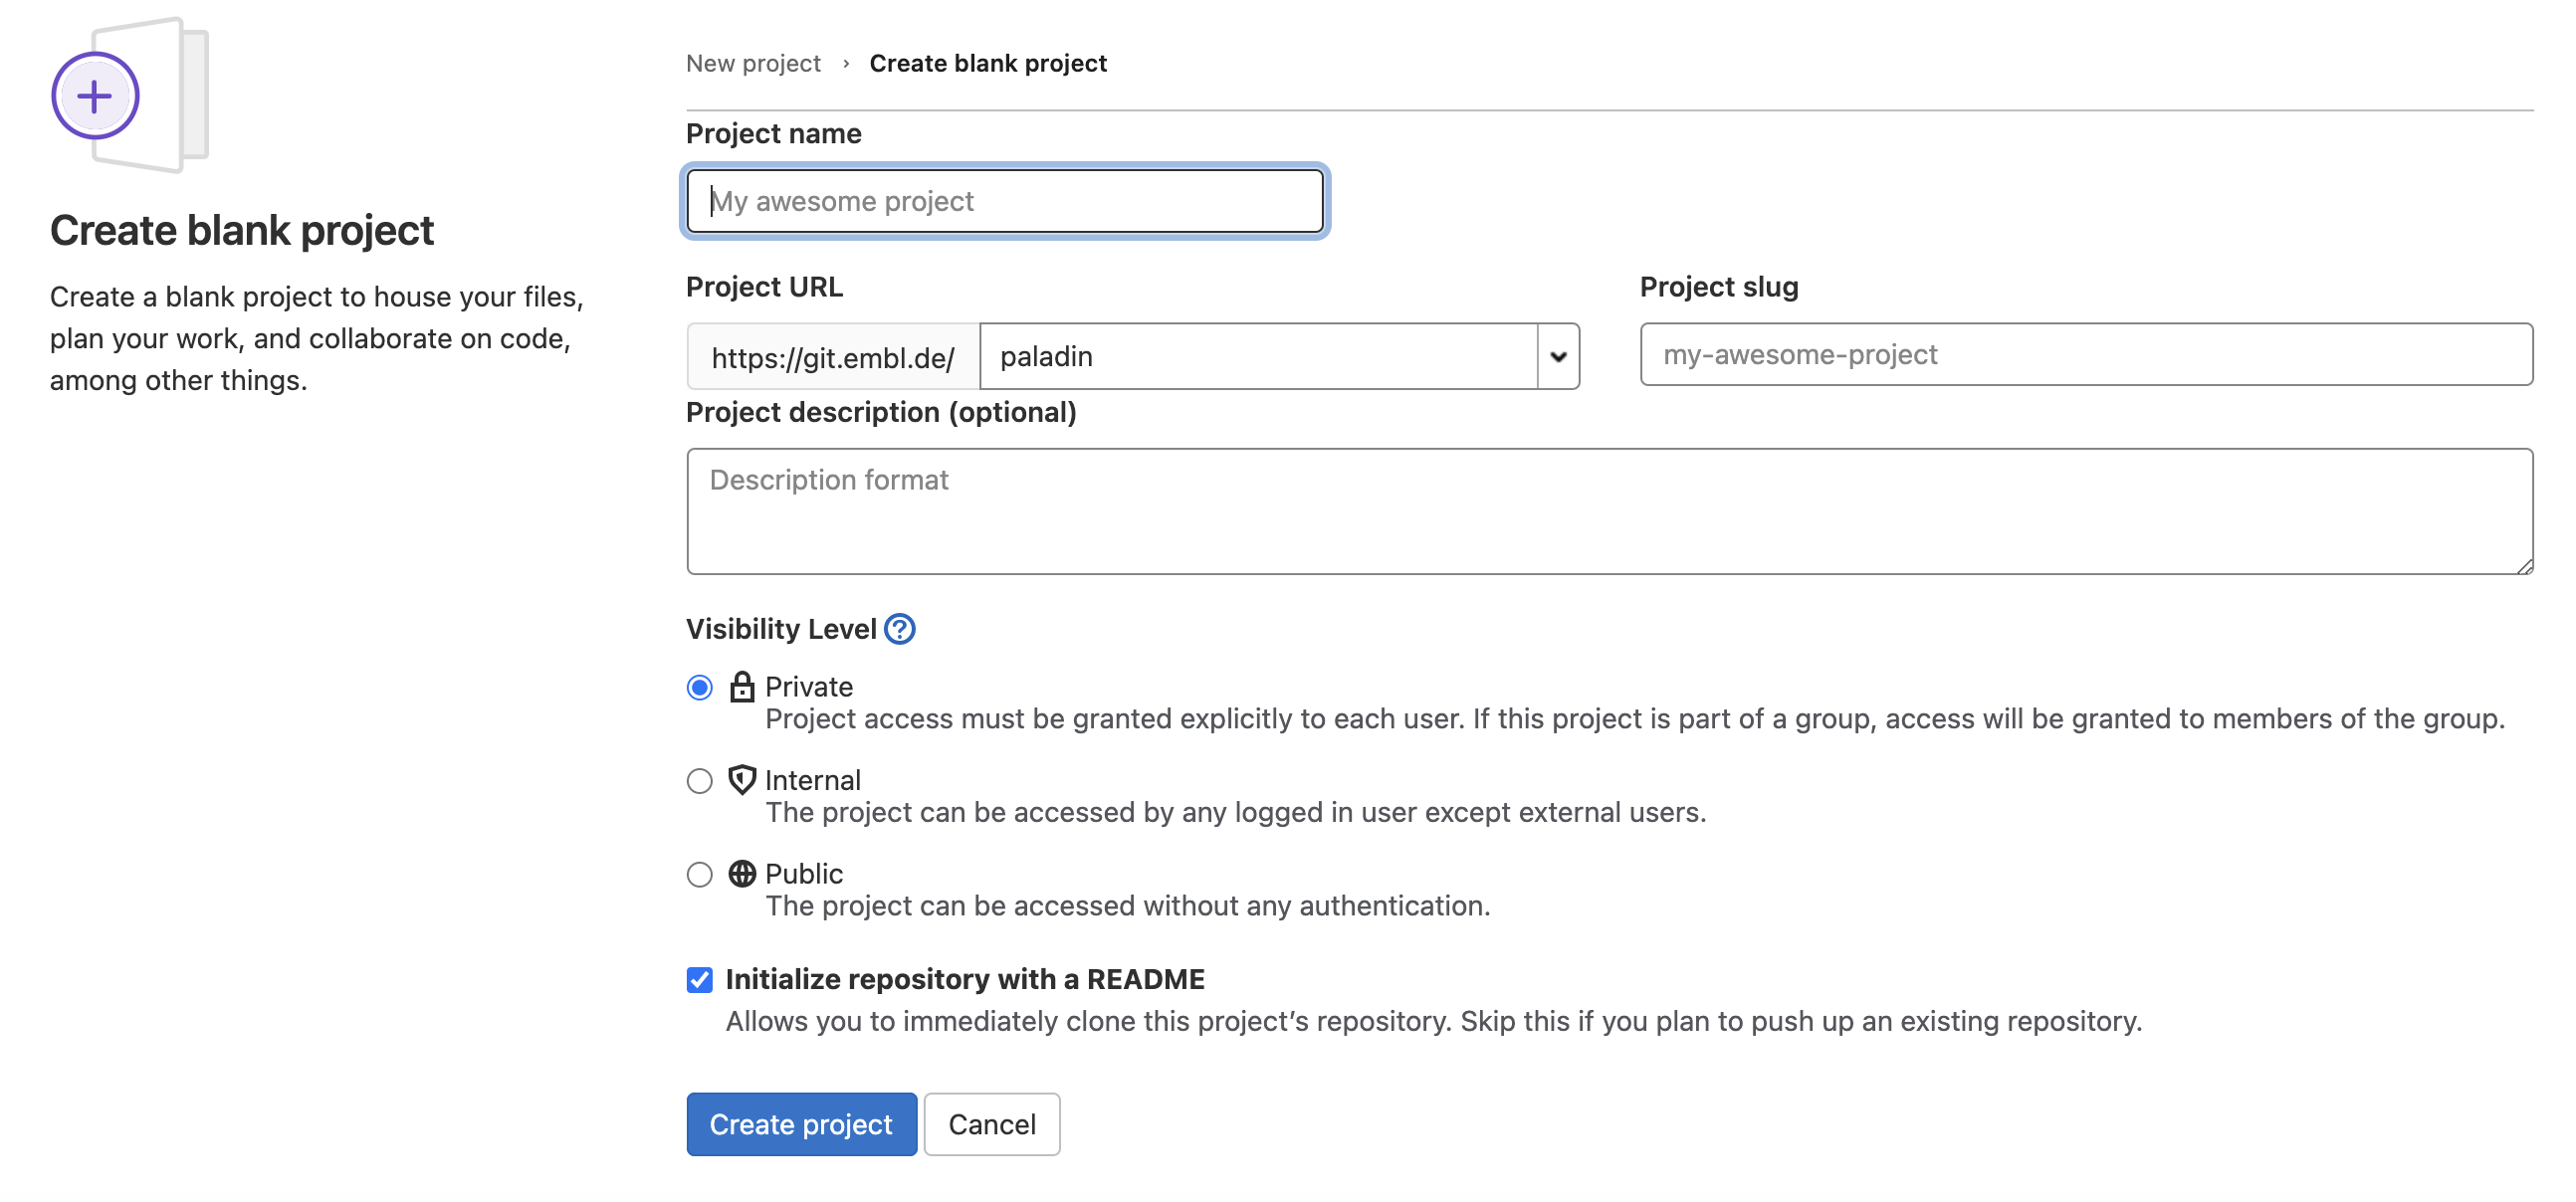 Create blank project
Create a blank project to house your files,
plan your work, and collaborate on code,
among other things.
New project › Create blank project
Project name
My awesome project
Project URL
https://git.embl.de/ paladin
Project slug
my-awesome-project
Project description (optional)
Description format
Visibility Level ?
Private
Project access must be granted explicitly to each user. If this project is part of a group, access will be granted to members of the group.
Internal
The project can be accessed by any logged in user except external users.
Public
The project can be accessed without any authentication.
Initialize repository with a README
Allows you to immediately clone this project’s repository. Skip this if you plan to push up an existing repository.
Create project Cancel